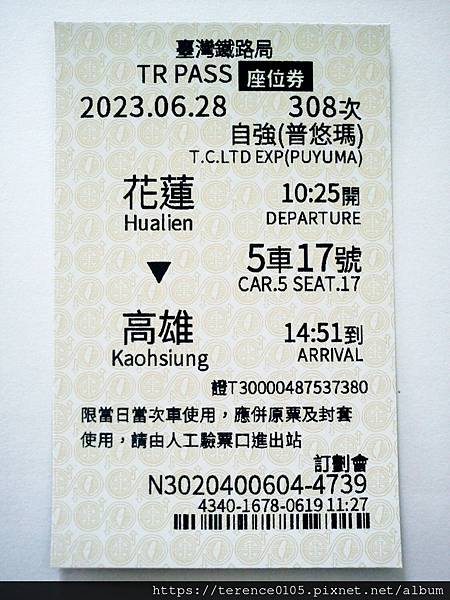 臺灣鐵路局
TR PASS 座位券
2023.06.28 308次
自強(普悠瑪)
T.C.LTD EXP(PUYUMA)
花蓮 10:25開
Hualien DEPARTURE
▼ 5車17號
CAR.5 SEAT.17
高雄 14:51到
Kaohsiung ARRIVAL
證T30000487537380
限當日當次車使用，應併原票及封套
使用，請由人工驗票口進出站
訂劃會
N3020400604-4739
4340-1678-0619 11:27
https://terence0105.pixnet.net/album